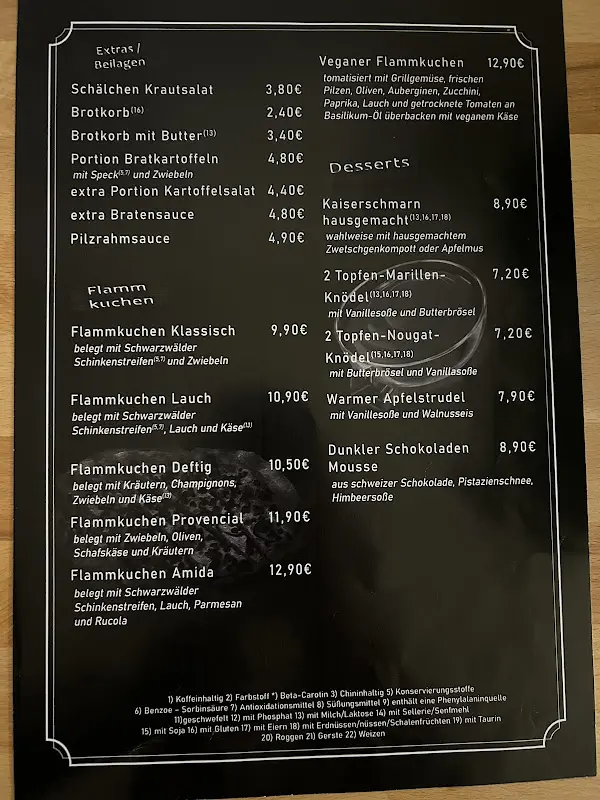 Extras /
Beilagen
Schälchen Krautsalat 3,80€
Brotkorb(16) 2,40€
Brotkorb mit Butter(13) 3,40€
Portion Bratkartoffeln 4,80€
mit Speck(5,7) und Zwiebeln
extra Portion Kartoffelsalat 4,40€
extra Bratensauce 4,80€
Pilzrahmsauce 4,90€
Flamm
kuchen
Flammkuchen Klassisch 9,90€
belegt mit Schwarzwälder
Schinkenstreifen(5,7) und Zwiebeln
Flammkuchen Lauch 10,90€
belegt mit Schwarzwälder
Schinkenstreifen(5,7), Lauch und Käse(13)
Flammkuchen Deftig 10,50€
belegt mit Kräutern, Champignons,
Zwiebeln und Käse(13)
Flammkuchen Provencial 11,90€
belegt mit Zwiebeln, Oliven,
Schafskäse und Kräutern
Flammkuchen Amida 12,90€
belegt mit Schwarzwälder
Schinkenstreifen, Lauch, Parmesan
und Rucola
Veganer Flammkuchen 12,90€
tomatisiert mit Grillgemüse, frischen
Pilzen, Oliven, Auberginen, Zucchini,
Paprika, Lauch und getrocknete Tomaten an
Basilikum-Öl überbacken mit veganem Käse
Desserts
Kaiserschmarn 8,90€
hausgemacht(13,16,17,18)
wahlweise mit hausgemachtem
Zwetschgenkompott oder Apfelmus
2 Topfen-Marillen- 7,20€
Knödel(13,16,17,18)
mit Vanillesoße und Butterbrösel
2 Topfen-Nougat- 7,20€
Knödel(15,16,17,18)
mit Butterbrösel und Vanillasoße
Warmer Apfelstrudel 7,90€
mit Vanillesoße und Walnusseis
Dunkler Schokoladen 8,90€
Mousse
aus schweizer Schokolade, Pistazienschnee,
Himbeersoße
1) Koffeinhaltig 2) Farbstoff *) Beta-Carotin 3) Chininhaltig 5) Konservierungsstoffe
6) Benzoe - Sorbinsäure 7) Antioxidationsmittel 8) Süßungsmittel 9) enthält eine Phenylalaninquelle
11)geschwefelt 12) mit Phosphat 13) mit Milch/Laktose 14) mit Sellerie/Senfmehl
15) mit Soja 16) mit Gluten 17) mit Eiern 18) mit Erdnüssen/nüssen/Schalenfrüchten 19) mit Taurin
20) Roggen 21) Gerste 22) Weizen